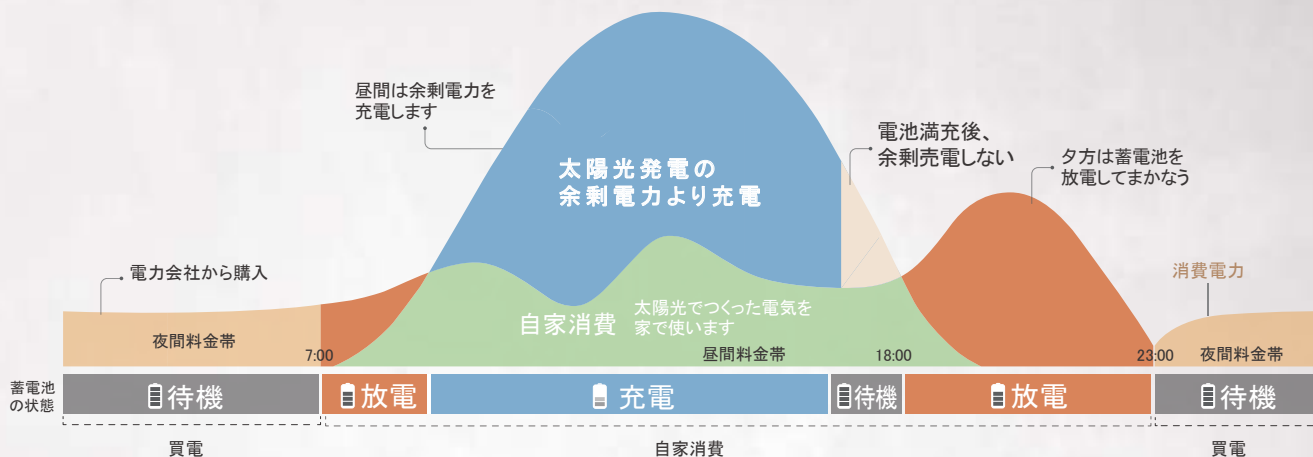 昼間は余剰電力を
充電します
太陽光発電の
余剰電力より充電
電池満充後、
余剰売電しない
夕方は蓄電池を
放電してまかなう
電力会社から購入
消費電力
自家消費
太陽光でつくった電気を
家で使います
夜間料金帯
7:00
昼間料金帯
18:00
23:00
夜間料金帯
蓄電池
の状態
待機
放電
充電
待機
放電
待機
買電
自家消費
買電